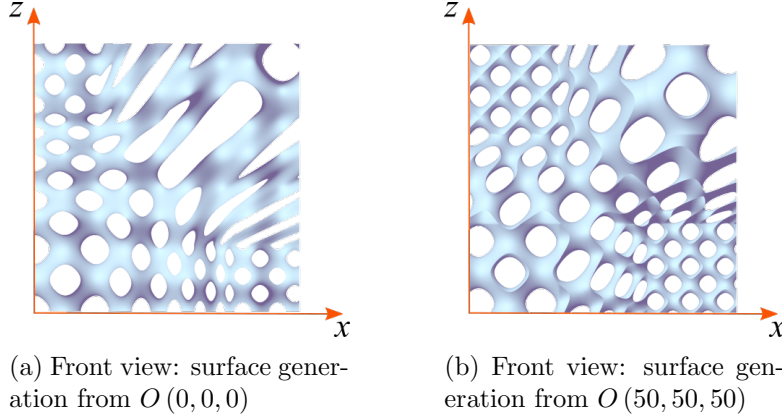 z
x
(a) Front view: surface gener-
ation from O (0, 0, 0)
z
x
(b) Front view: surface gen-
eration from O (50, 50, 50)